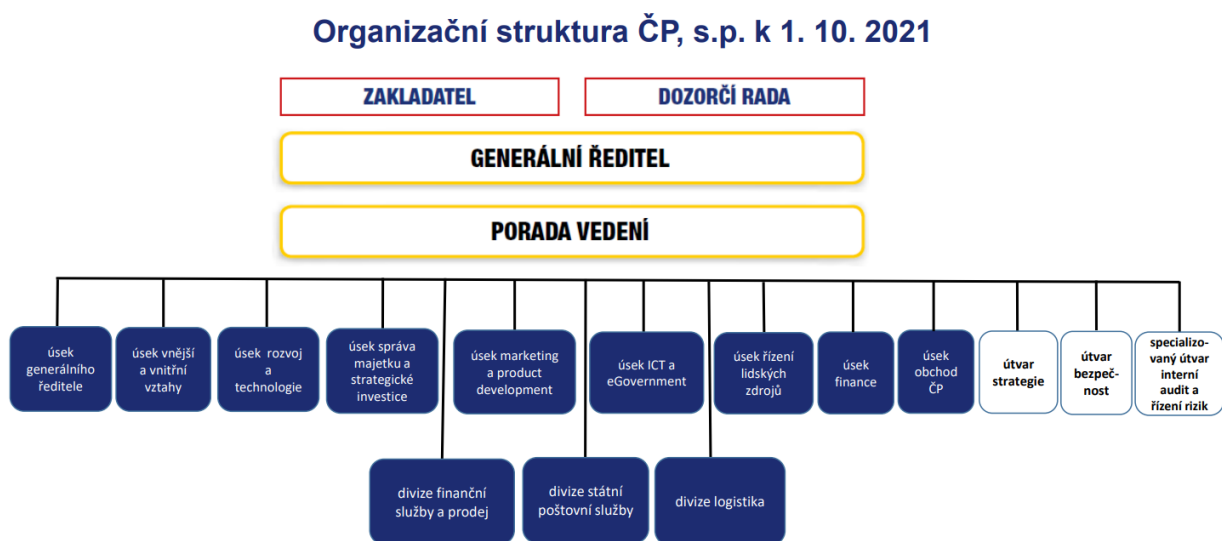 Organizační struktura ČP, s.p. k 1. 10. 2021
ZAKLADATEL
DOZORČÍ RADA
GENERÁLNÍ ŘEDITEL
PORADA VEDENÍ
úsek
generálního
ředitele
úsek vnější
a vnitřní
vztahy
úsek rozvoj
a
technologie
úsek správa
majetku a
strategické
investice
úsek marketing
a product
development
úsek ICT a
eGovernment
úsek řízení
lidských
zdrojů
úsek
finance
úsek
obchod
ČP
útvar
strategie
útvar
bezpeč-
nost
specializo-
vaný útvar
interní
audit a
řízení rizik
divize finanční
služby a prodej
divize státní
poštovní služby
divize logistika